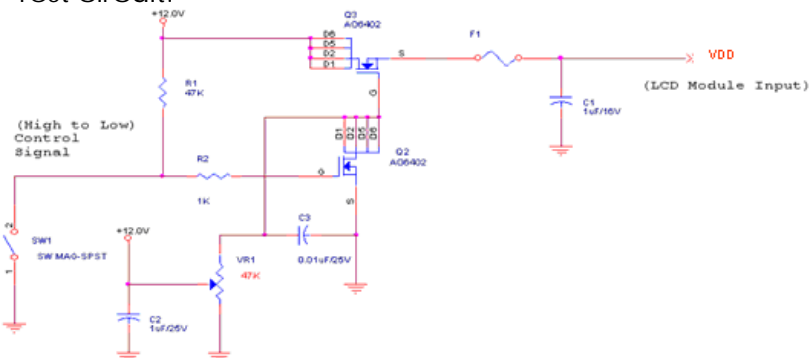 Test Circuit:
+12.0V
Q3
AO6402
D6
D5
D2
D1
S
G
F1
VDD
(LCD Module Input)
R1
47K
C1
1uF/16V
(High to Low)
Control
Signal
D1
D2
D5
D6
Q2
AO6402
R2
1K
G
S
2
1
SW1
SW MAG-SPST
+12.0V
C3
0.01uF/25V
VR1
47K
C2
1uF/25V